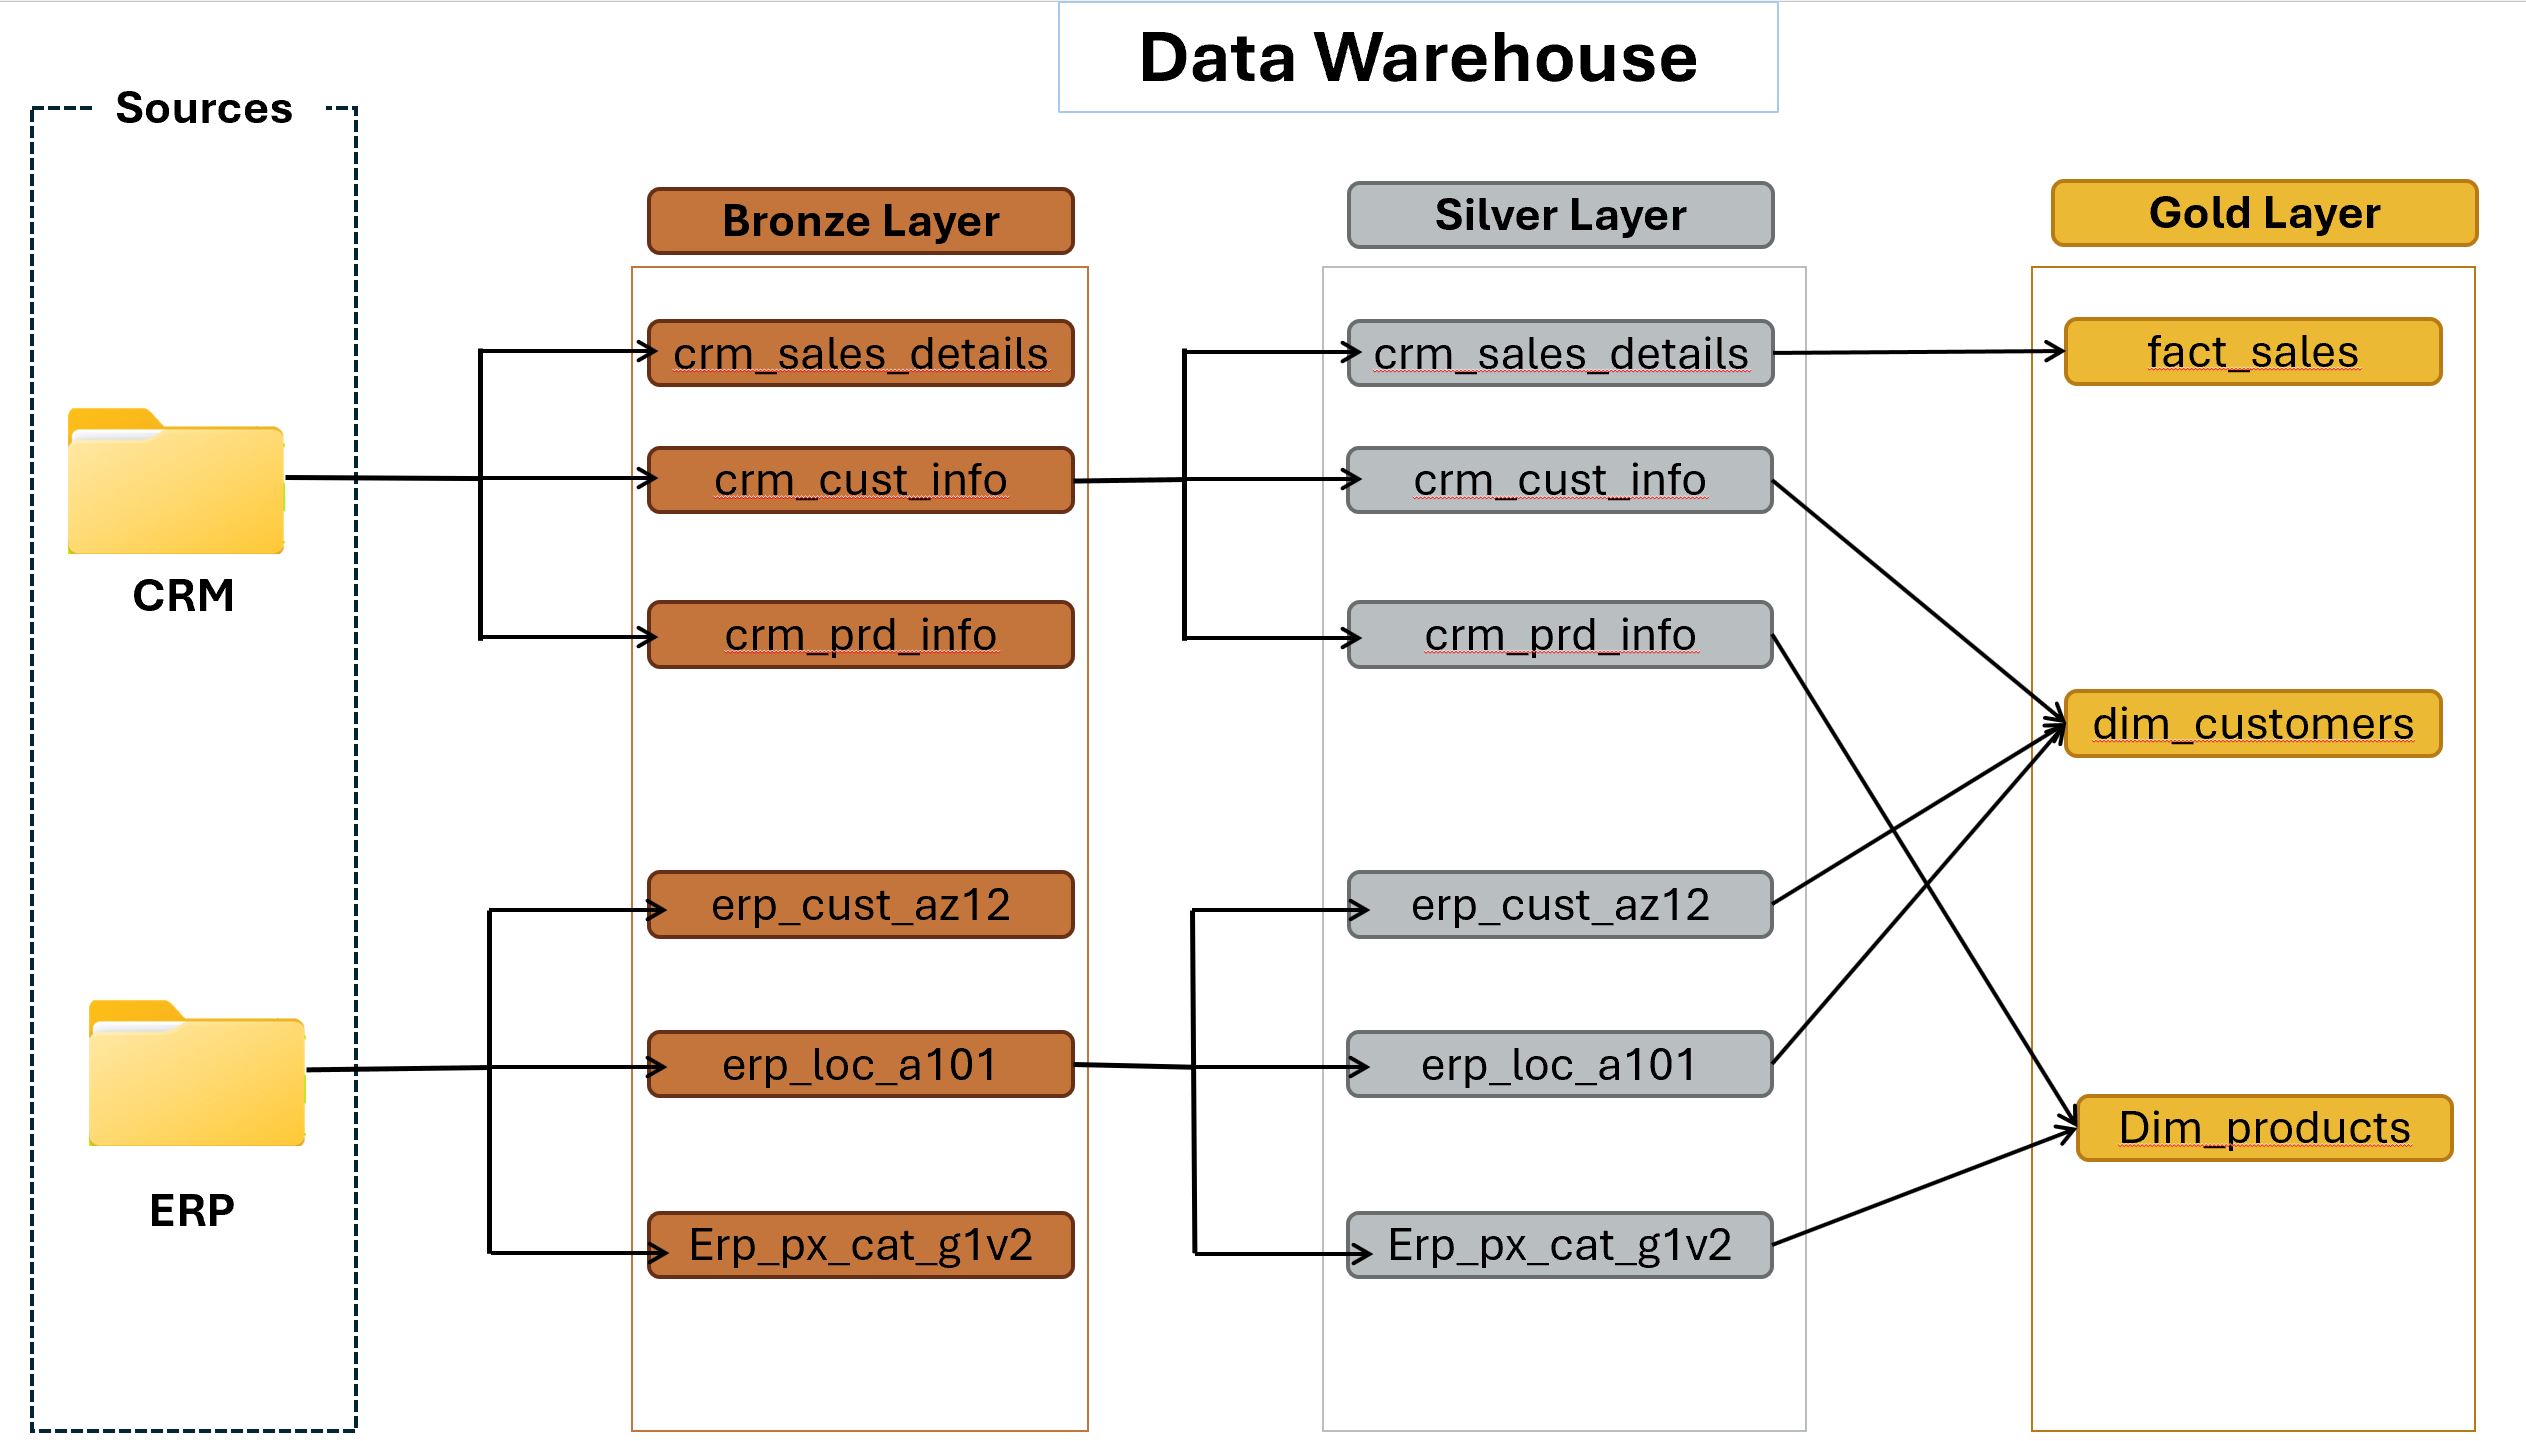 Data Warehouse
Sources
Bronze Layer
Silver Layer
Gold Layer
crm_sales_details
crm_sales_details
fact_sales
crm_cust_info
crm_cust_info
CRM
crm_prd_info
crm_prd_info
dim_customers
erp_cust_az12
erp_cust_az12
erp_loc_a101
erp_loc_a101
Dim_products
ERP
Erp_px_cat_g1v2
Erp_px_cat_g1v2